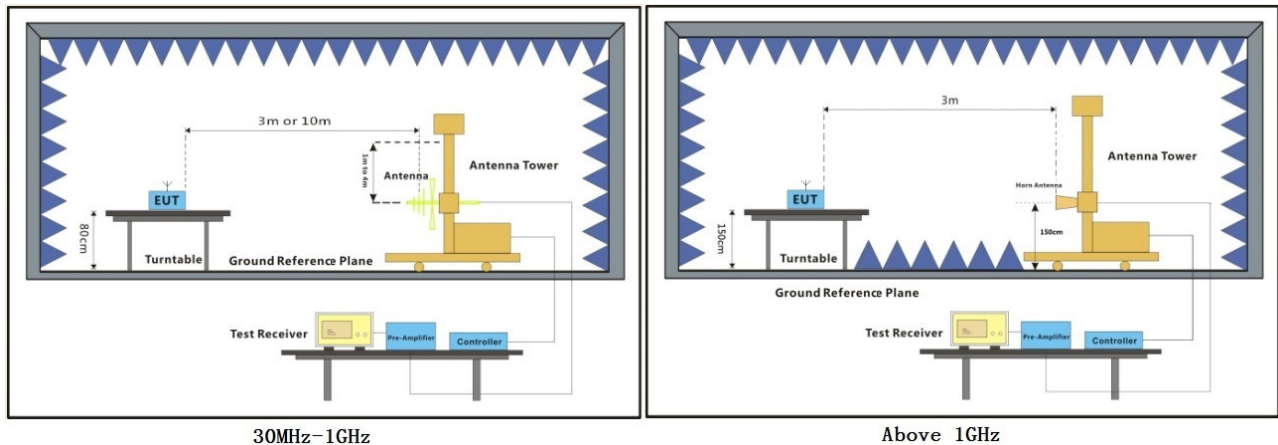 3m or 10m
1m to 4m
Antenna Tower
Antenna
EUT
80cm
Turntable
Ground Reference Plane
Test Receiver
Pre-Amplifier
Controller
30MHz-1GHz
3m
Antenna Tower
Horn Antenna
EUT
150cm
150cm
Turntable
Ground Reference Plane
Test Receiver
Pre-Amplifier
Controller
Above 1GHz